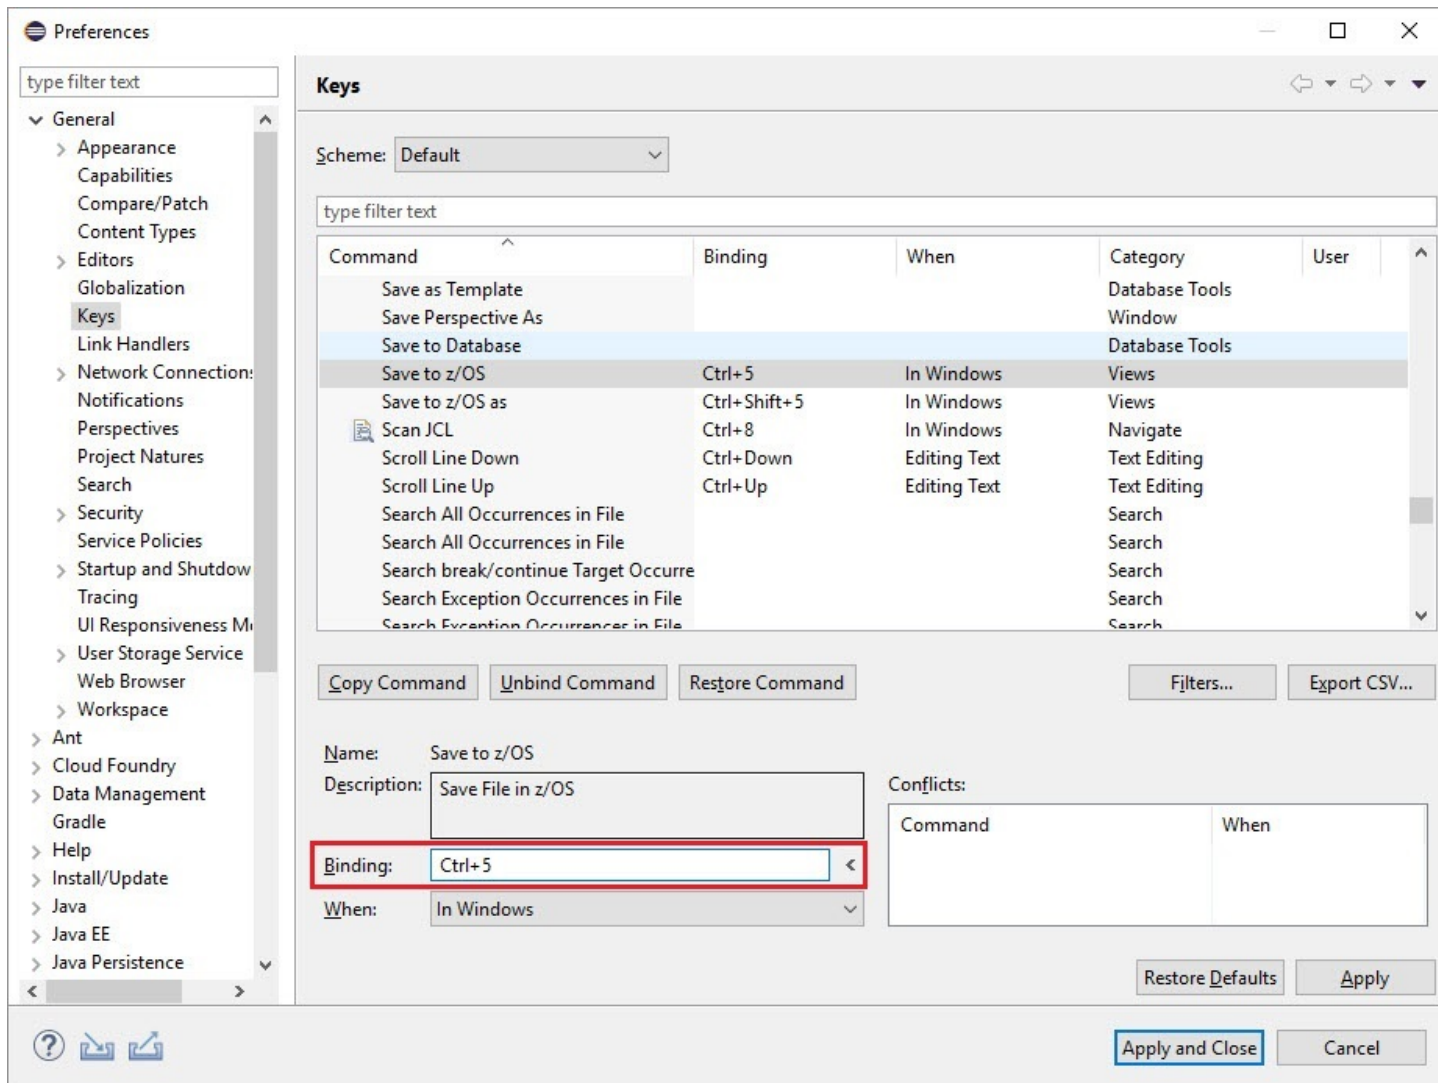 Preferences
type filter text
General
Appearance
Capabilities
Compare/Patch
Content Types
Editors
Globalization
Keys
Link Handlers
Network Connections
Notifications
Perspectives
Project Natures
Search
Security
Service Policies
Startup and Shutdow
Tracing
UI Responsiveness M
User Storage Service
Web Browser
Workspace
Ant
Cloud Foundry
Data Management
Gradle
Help
Install/Update
Java
Java EE
Java Persistence
Keys
Scheme: Default
type filter text
Command Binding When Category User
Save as Template Database Tools
Save Perspective As Window
Save to Database Database Tools
Save to z/OS Ctrl+5 In Windows Views
Save to z/OS as Ctrl+Shift+5 In Windows Views
Scan JCL Ctrl+8 In Windows Navigate
Scroll Line Down Ctrl+Down Editing Text Text Editing
Scroll Line Up Ctrl+Up Editing Text Text Editing
Search All Occurrences in File Search
Search All Occurrences in File Search
Search break/continue Target Occurre Search
Search Exception Occurrences in File Search
Search Exception Occurrences in File Search
Copy Command Unbind Command Restore Command Filters... Export CSV...
Name: Save to z/OS
Description: Save File in z/OS
Binding: Ctrl+5
When: In Windows
Conflicts:
Command When
Restore Defaults Apply
Apply and Close Cancel